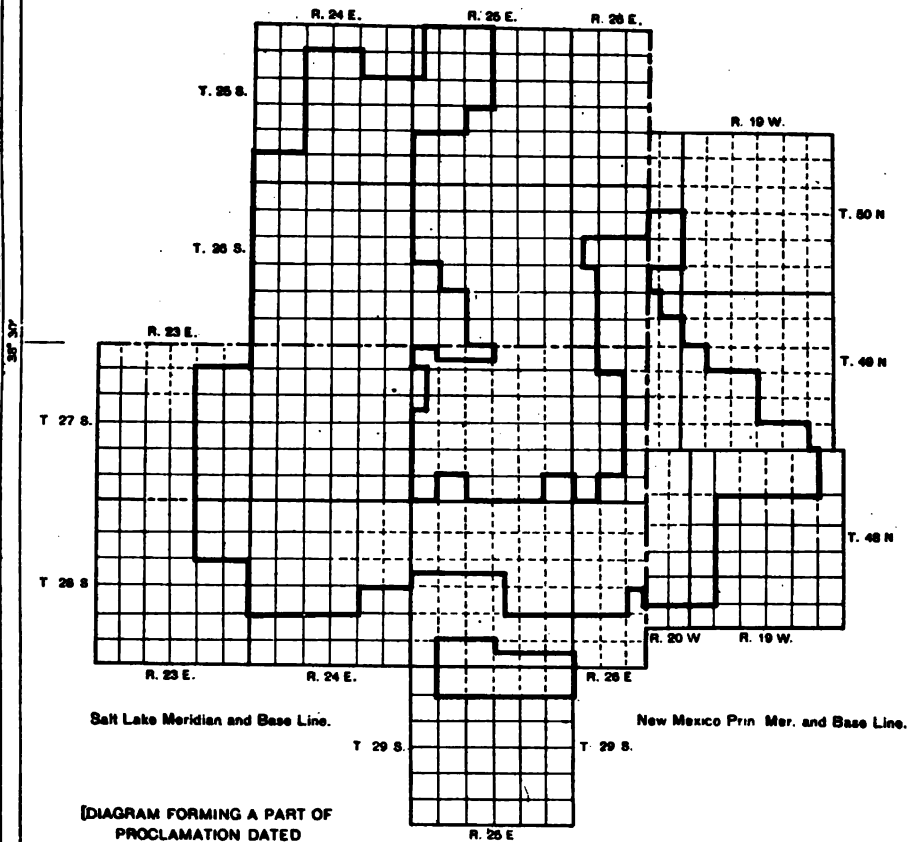 R. 24 E. R. 25 E. R. 26 E.
T. 25 S.
R. 19 W.
T. 50 N
T. 26 S.
38° 30'
R. 23 E.
T. 49 N
T 27 S.
T. 48 N
T 28 S
R. 20 W R. 19 W.
R. 23 E. R. 24 E. R. 26 E
Salt Lake Meridian and Base Line. New Mexico Prin Mer. and Base Line.
T 29 S. T 29 S.
[DIAGRAM FORMING A PART OF
PROCLAMATION DATED
R. 25 E